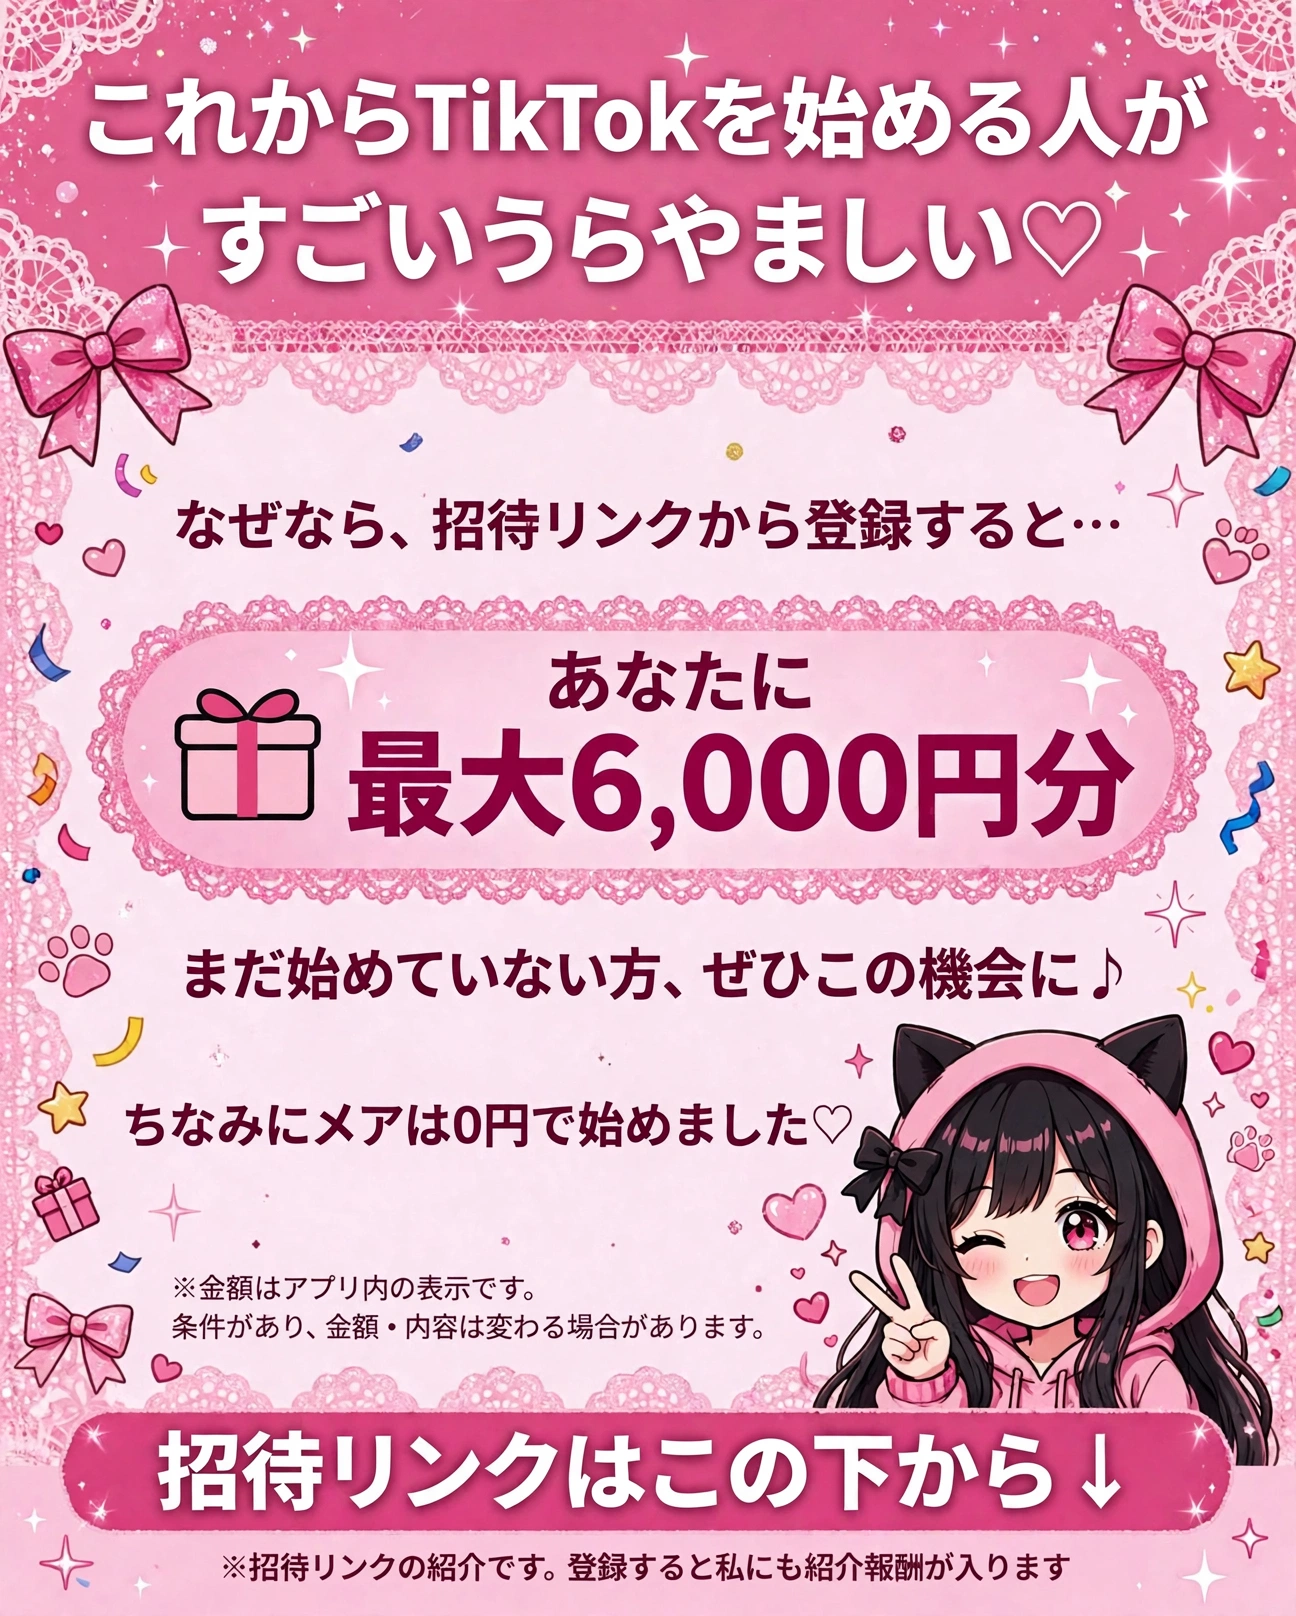 これからTikTokを始める人が
すごいうらやましい♡
なぜなら、招待リンクから登録すると…
あなたに
最大6,000円分
まだ始めていない方、ぜひこの機会に♪
ちなみにメアは0円で始めました♡
※金額はアプリ内の表示です。
条件があり、金額・内容は変わる場合があります。
招待リンクはこの下から↓
※招待リンクの紹介です。登録すると私にも紹介報酬が入ります